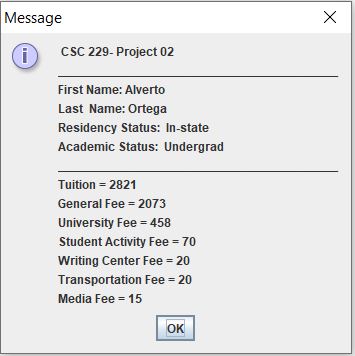 Message
CSC 229- Project 02
First Name: Alverto
Last Name: Ortega
Residency Status: In-state
Academic Status: Undergrad
Tuition = 2821
General Fee = 2073
University Fee = 458
Student Activity Fee = 70
Writing Center Fee = 20
Transportation Fee = 20
Media Fee = 15
OK